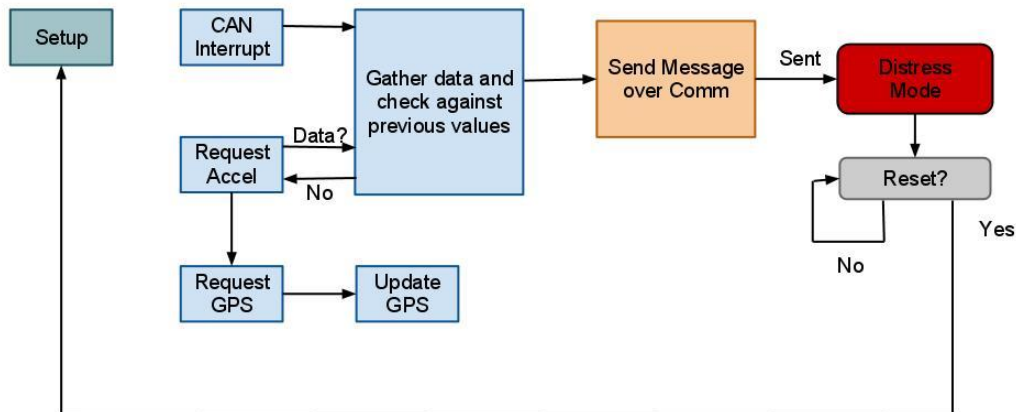 Setup
CAN
Interrupt
Gather data and
check against
previous values
Send Message
over Comm
Sent
Distress
Mode
Data?
Request
Accel
No
Reset?
Yes
No
Request
GPS
Update
GPS